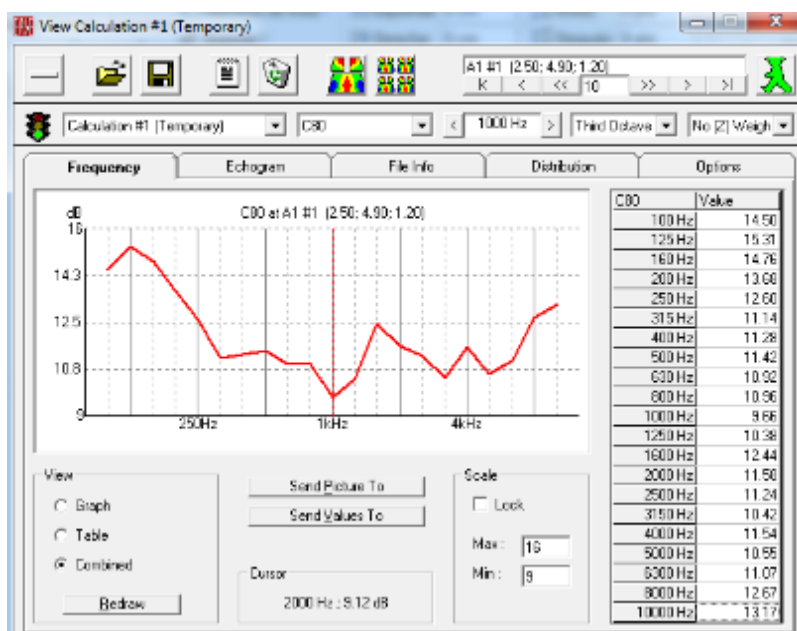 View Calculation #1 (Temporary)
A1 #1 (2.50; 4.90; 1.20)
K < << 10 >> > >|
Calculation #1 (Temporary) C80 < 1000 Hz > Third Octave No [Z] Weigh
Frequency Echogram File Info Distribution Options
dB
C80 at A1 #1 (2.50; 4.90; 1.20)
16
14.3
12.5
10.8
9
250Hz 1kHz 4kHz
C80 Value
100 Hz 14.50
125 Hz 15.31
160 Hz 14.76
200 Hz 13.68
250 Hz 12.60
315 Hz 11.14
400 Hz 11.28
500 Hz 11.42
630 Hz 10.92
800 Hz 10.96
1000 Hz 9.66
1250 Hz 10.38
1600 Hz 12.44
2000 Hz 11.58
2500 Hz 11.24
3150 Hz 10.42
4000 Hz 11.54
5000 Hz 10.55
6300 Hz 11.07
8000 Hz 12.67
10000 Hz 13.17
View
Graph
Table
Combined
Redraw
Send Picture To
Send Values To
Cursor
2000 Hz : 9.12 dB
Scale
Lock
Max : 16
Min : 9